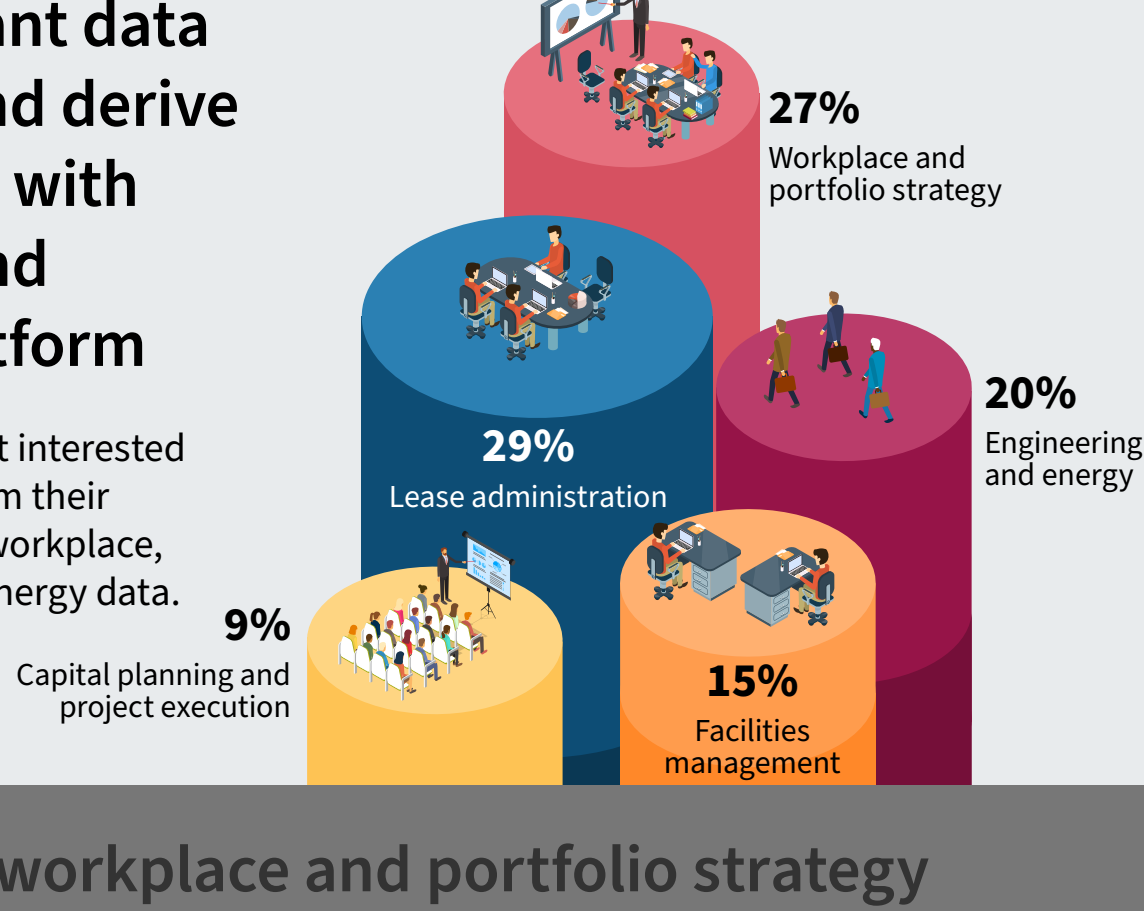 ant data
nd derive
with
nd
tform
t interested
m their
workplace,
nergy data.
27%
Workplace and
portfolio strategy
29%
Lease administration
20%
Engineering
and energy
9%
Capital planning and
project execution
15%
Facilities
management
workplace and portfolio strategy